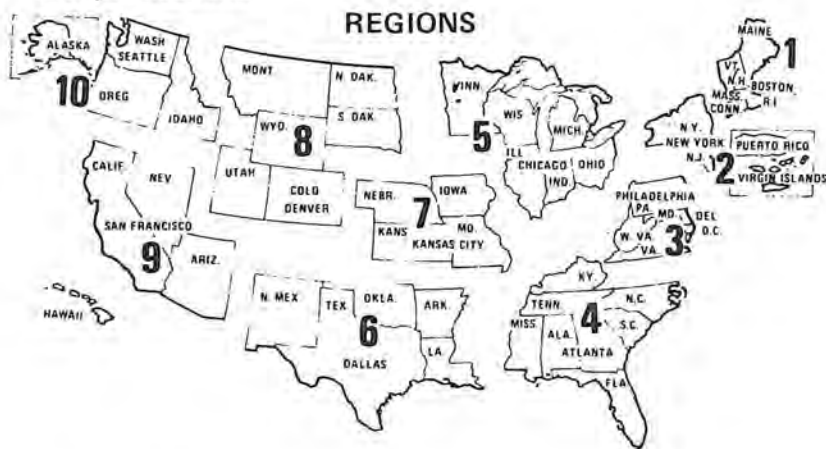 REGIONS
ALASKA
WASH
SEATTLE
10
OREG
IDAHO
MONT.
N. DAK.
S. DAK.
WYD.
8
UTAH
COLO
DENVER
CALIF.
NEV
SAN FRANCISCO
9
ARIZ.
HAWAII
NEBR.
IOWA
7
KANS
MO.
KANSAS CITY
N. MEX
TEX.
OKLA.
ARK.
6
DALLAS
LA
MINN.
WIS
MICH.
5
ILL
CHICAGO
IND.
OHIO
KY.
TENN.
N.C.
4
S.C.
MISS.
ALA.
ATLANTA
FLA
PHILADELPHIA
PA.
MD.
DEL
D.C.
W. VA.
3
VA.
N.Y.
NEW YORK
N.J.
2
PUERTO RICO
VIRGIN ISLANDS
MAINE
1
VT.
N.H.
BOSTON
MASS.
R I.
CONN.